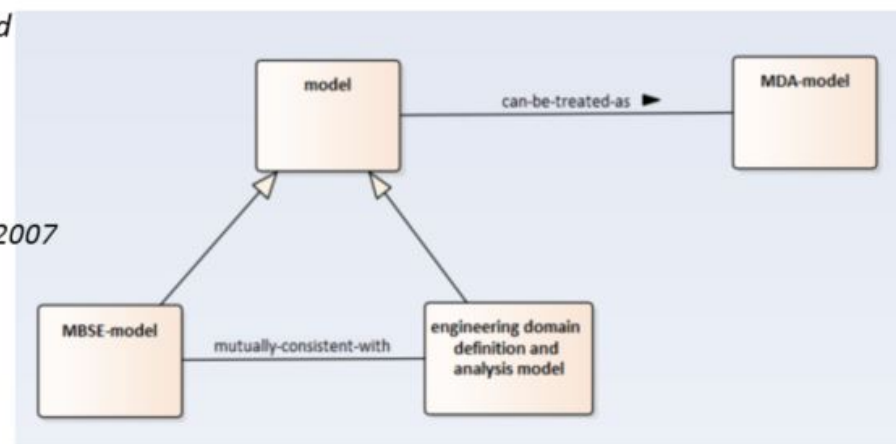 d
model
can-be-treated-as
MDA-model
2007
MBSE-model
mutually-consistent-with
engineering domain
definition and
analysis model